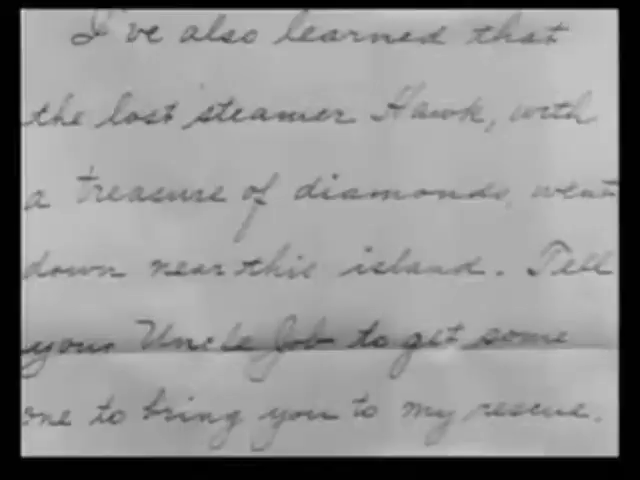 I've also learned that
the lost steamer Hawk, with
a treasure of diamonds, went
down near this island. Tell
your Uncle Job to get some
one to bring you to my rescue.